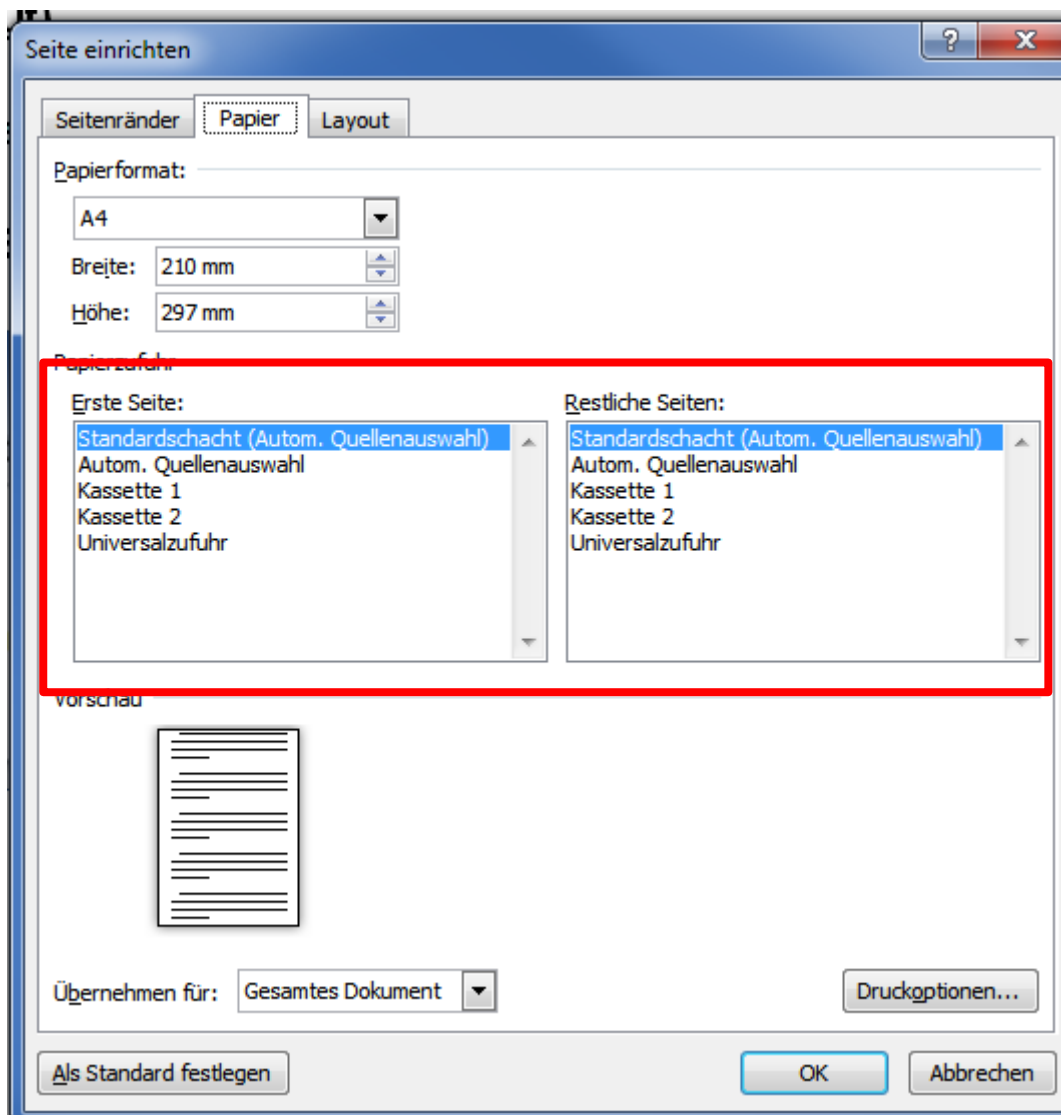 Seite einrichten
Seitenränder Papier Layout
Papierformat:
A4
Breite: 210 mm
Höhe: 297 mm
Papierzufuhr
Erste Seite: Restliche Seiten:
Standardschacht (Autom. Quellenauswahl) Standardschacht (Autom. Quellenauswahl)
Autom. Quellenauswahl Autom. Quellenauswahl
Kassette 1 Kassette 1
Kassette 2 Kassette 2
Universalzufuhr Universalzufuhr
Vorschau
Übernehmen für: Gesamtes Dokument Druckoptionen...
Als Standard festlegen OK Abbrechen